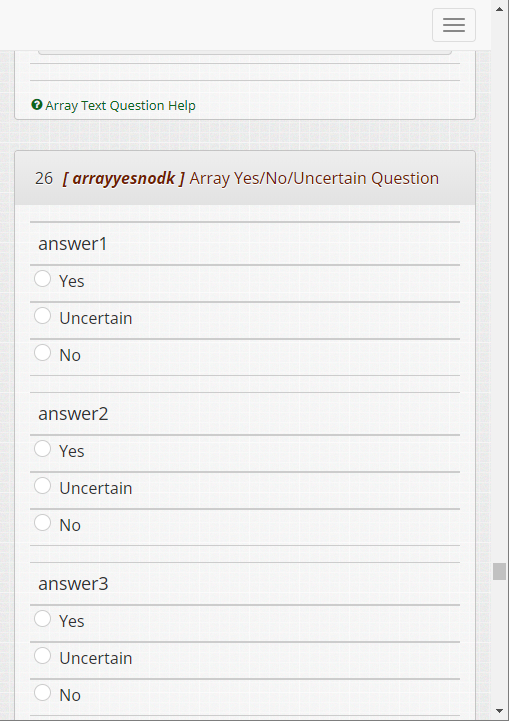 Array Text Question Help
26 [ arrayyesnodk ] Array Yes/No/Uncertain Question
answer1
Yes
Uncertain
No
answer2
Yes
Uncertain
No
answer3
Yes
Uncertain
No